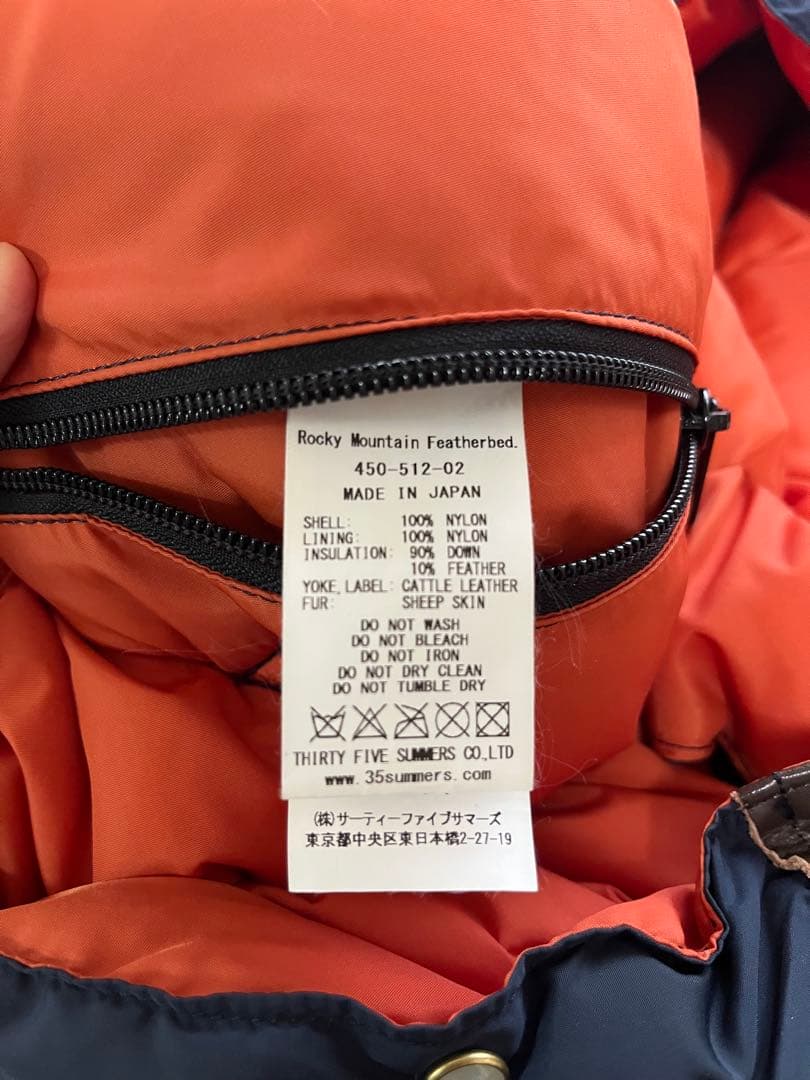 Rocky Mountain Featherbed.
450-512-02
MADE IN JAPAN
SHELL: 100% NYLON
LINING: 100% NYLON
INSULATION: 90% DOWN
10% FEATHER
YOKE,LABEL: CATTLE LEATHER
FUR: SHEEP SKIN
DO NOT WASH
DO NOT BLEACH
DO NOT IRON
DO NOT DRY CLEAN
DO NOT TUMBLE DRY
THIRTY FIVE SUMMERS CO.,LTD
www.35summers.com
(株)サーティーファイブサマーズ
東京都中央区東日本橋2-27-19